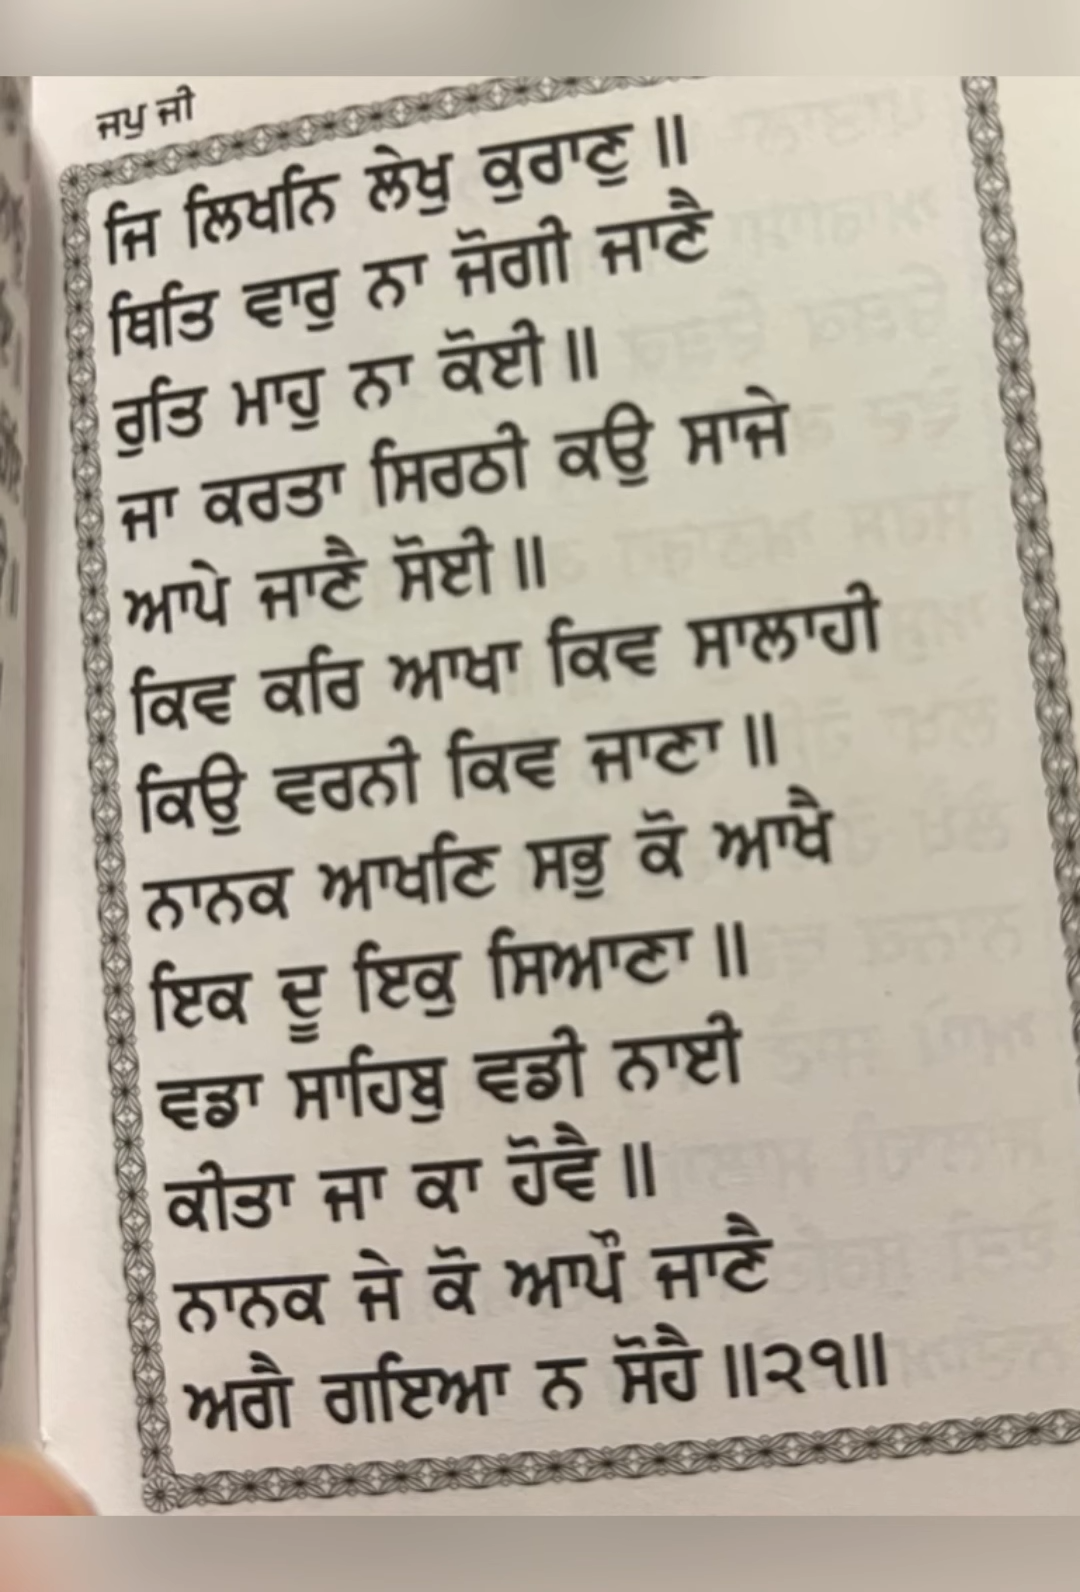 ਜਪੁ ਜੀ
ਜਿ ਲਿਖਨਿ ਲੇਖੁ ਕੁਰਾਣੁ ॥
ਥਿਤਿ ਵਾਰੁ ਨਾ ਜੋਗੀ ਜਾਣੈ
ਰੁਤਿ ਮਾਹੁ ਨਾ ਕੋਈ ॥
ਜਾ ਕਰਤਾ ਸਿਰਠੀ ਕਉ ਸਾਜੇ
ਆਪੇ ਜਾਣੈ ਸੋਈ ॥
ਕਿਵ ਕਰਿ ਆਖਾ ਕਿਵ ਸਾਲਾਹੀ
ਕਿਉ ਵਰਨੀ ਕਿਵ ਜਾਣਾ ॥
ਨਾਨਕ ਆਖਣਿ ਸਭੁ ਕੋ ਆਖੈ
ਇਕ ਦੂ ਇਕੁ ਸਿਆਣਾ ॥
ਵਡਾ ਸਾਹਿਬੁ ਵਡੀ ਨਾਈ
ਕੀਤਾ ਜਾ ਕਾ ਹੋਵੈ ॥
ਨਾਨਕ ਜੇ ਕੋ ਆਪੌ ਜਾਣੈ
ਅਗੈ ਗਇਆ ਨ ਸੋਹੈ ॥੨੧॥